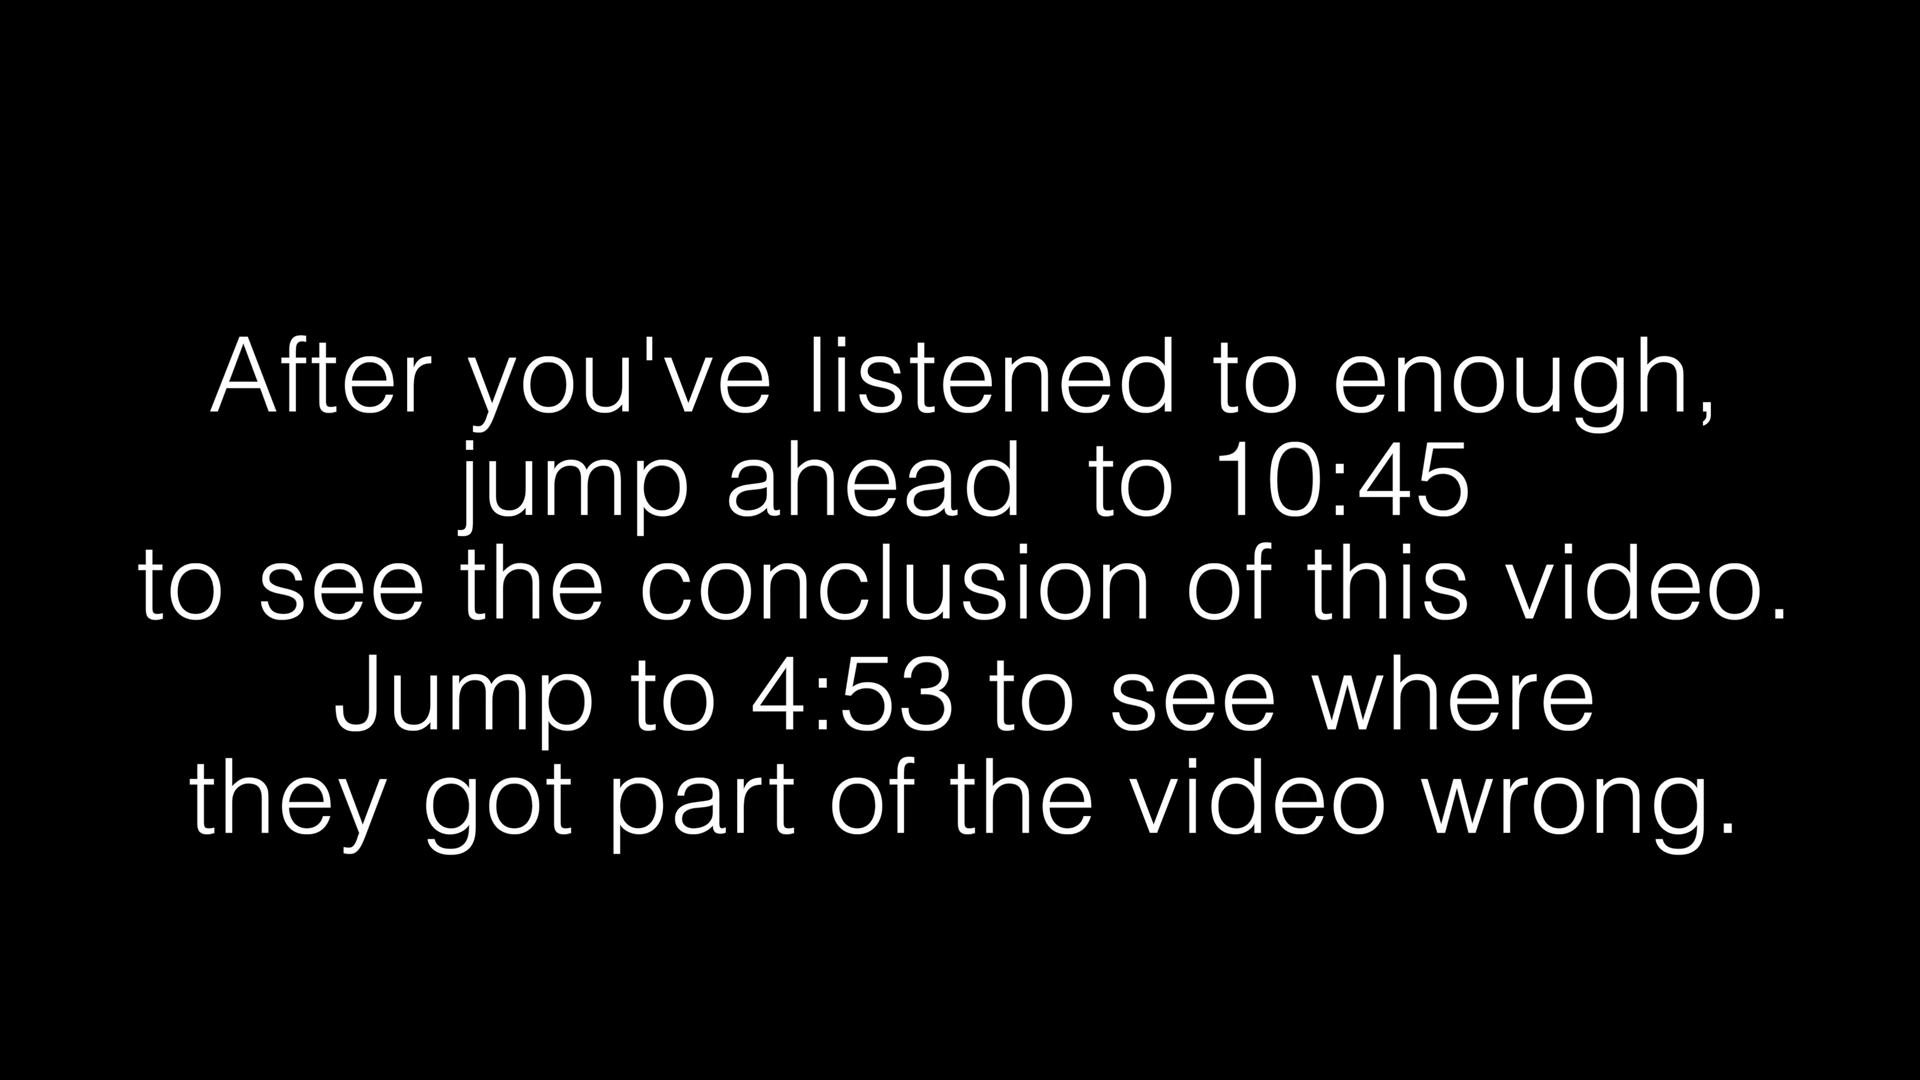 After you've listened to enough,
jump ahead  to 10:45
to see the conclusion of this video.
Jump to 4:53 to see where
they got part of the video wrong.